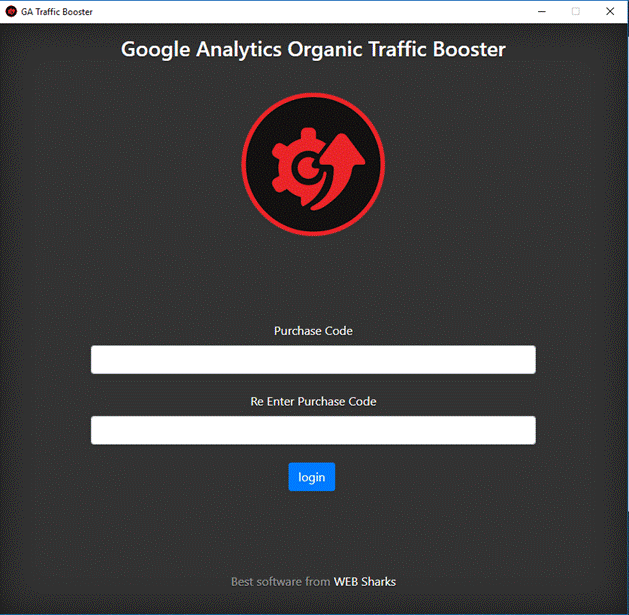 GA Traffic Booster
Google Analytics Organic Traffic Booster
Purchase Code
Re Enter Purchase Code
login
Best software from WEB Sharks